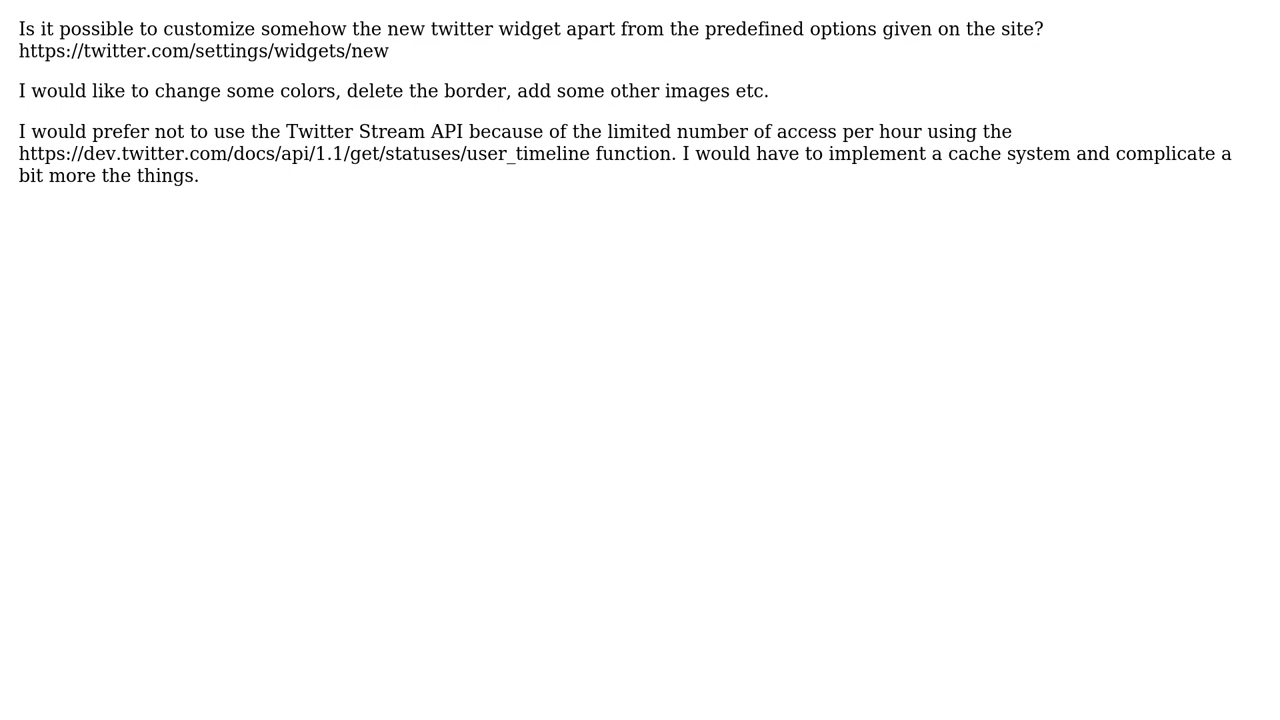 Is it possible to customize somehow the new twitter widget apart from the predefined options given on the site?
https://twitter.com/settings/widgets/new
I would like to change some colors, delete the border, add some other images etc.
I would prefer not to use the Twitter Stream API because of the limited number of access per hour using the
https://dev.twitter.com/docs/api/1.1/get/statuses/user_timeline function. I would have to implement a cache system and complicate a
bit more the things.